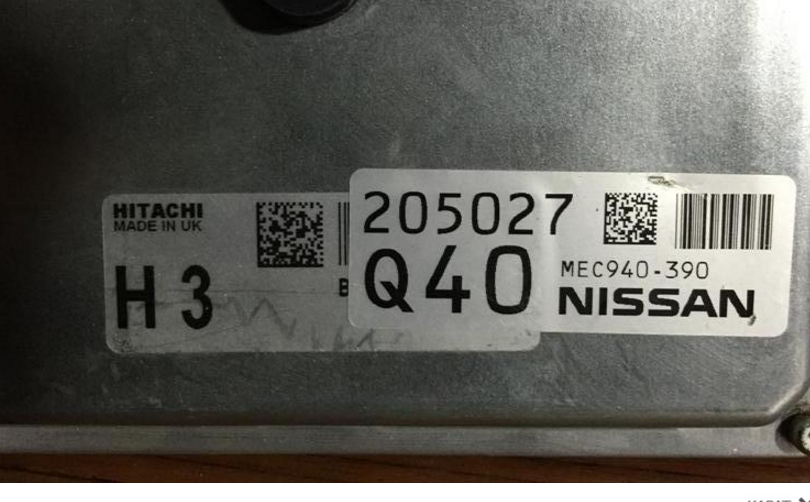 HITACHI
MADE IN UK
H 3
B
205027
Q40
MEC940-390
NISSAN